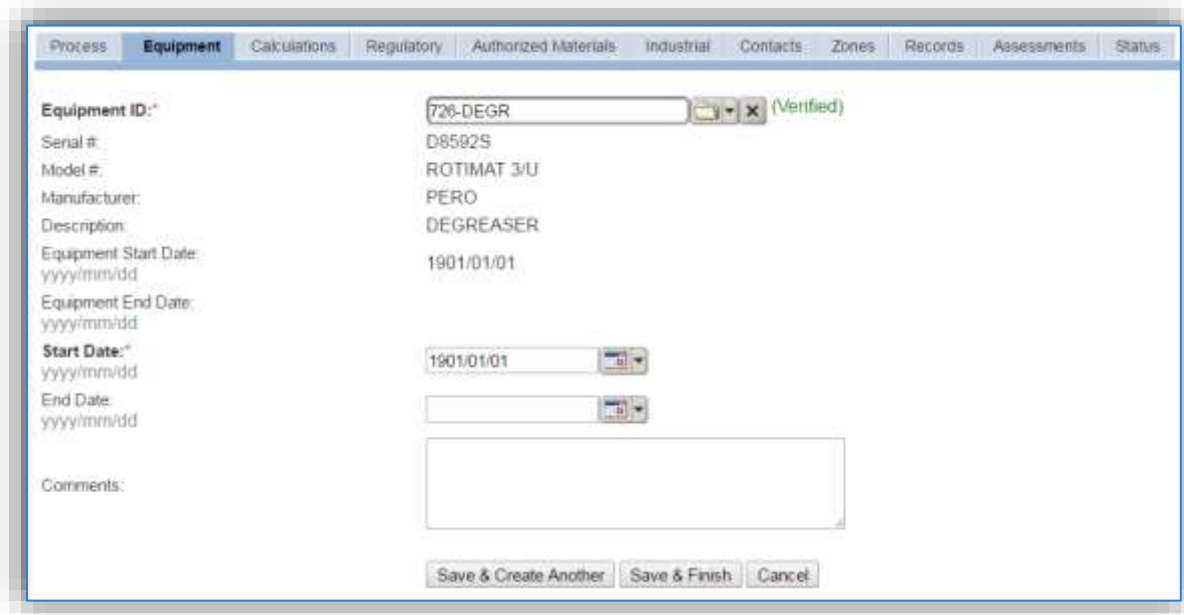 Process Equipment Calculations Regulatory Authorized Materials Industrial Contacts Zones Records Assessments Status
Equipment ID:* 726-DEGR (Verified)
Serial #: D8592S
Model #: ROTIMAT 3/U
Manufacturer: PERO
Description: DEGREASER
Equipment Start Date: 1901/01/01
yyyy/mm/dd
Equipment End Date:
yyyy/mm/dd
Start Date:* 1901/01/01
yyyy/mm/dd
End Date:
yyyy/mm/dd
Comments:
Save & Create Another Save & Finish Cancel